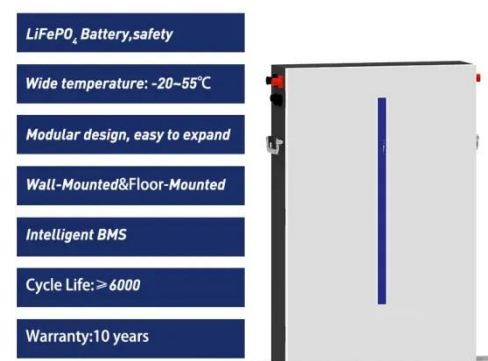 LiFePO₄ Battery,safety
Wide temperature: -20~55℃
Modular design, easy to expand
Wall-Mounted&Floor-Mounted
Intelligent BMS
Cycle Life:≥6000
Warranty:10 years